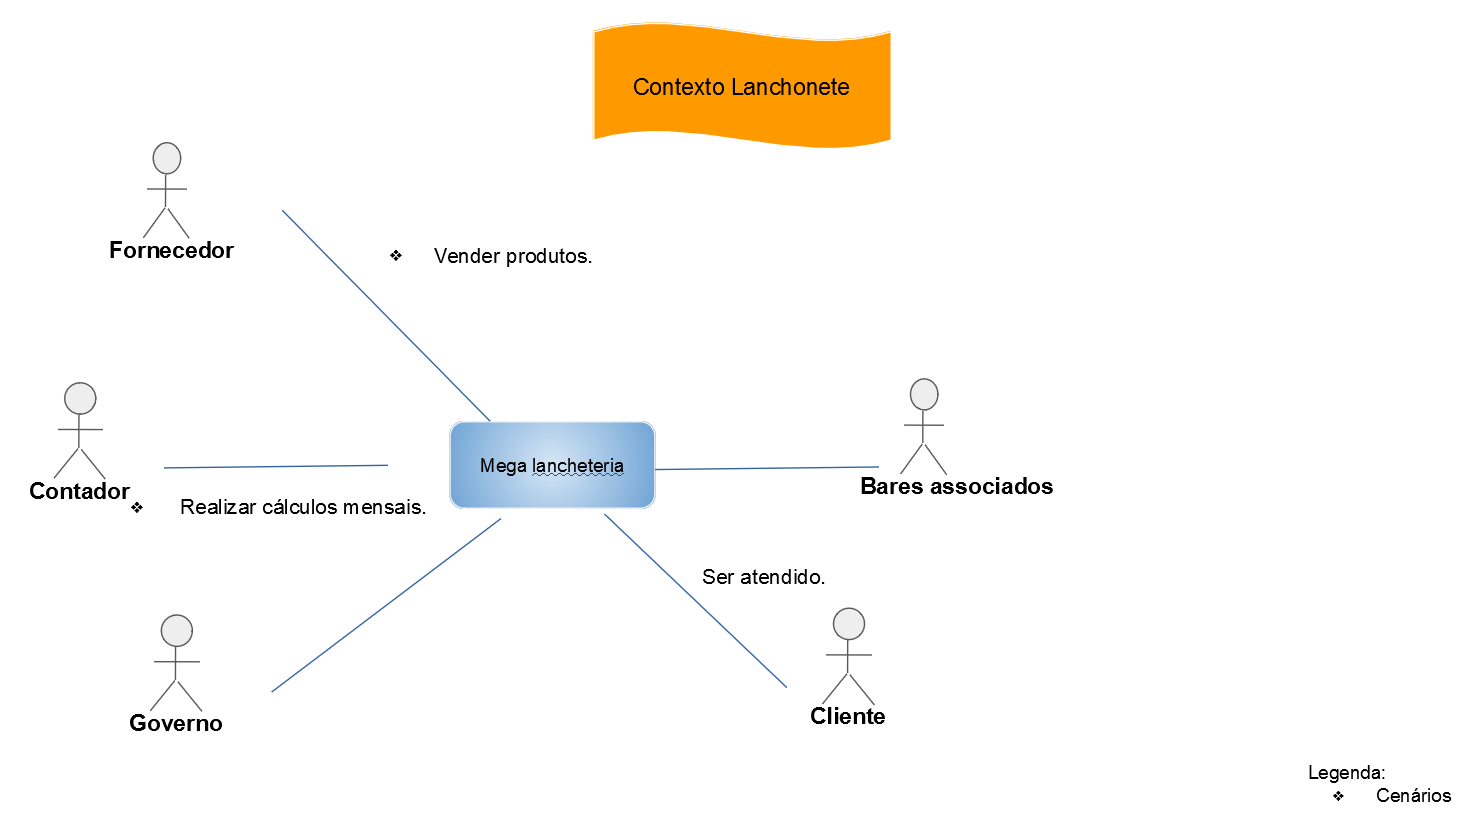 Contexto Lanchonete
Fornecedor
❖ Vender produtos.
Mega lancheteria
Contador
❖ Realizar cálculos mensais.
Bares associados
Ser atendido.
Governo
Cliente
Legenda:
❖ Cenários